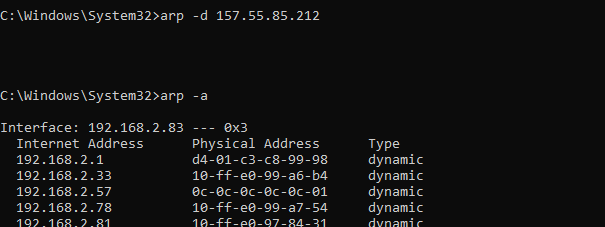 C:\Windows\System32>arp -d 157.55.85.212
C:\Windows\System32>arp -a
Interface: 192.168.2.83 --- 0x3
Internet Address Physical Address Type
192.168.2.1 d4-01-c3-c8-99-98 dynamic
192.168.2.33 10-ff-e0-99-a6-b4 dynamic
192.168.2.57 0c-0c-0c-0c-0c-01 dynamic
192.168.2.78 10-ff-e0-99-a7-54 dynamic
192.168.2.81 10-ff-e0-97-84-31 dynamic